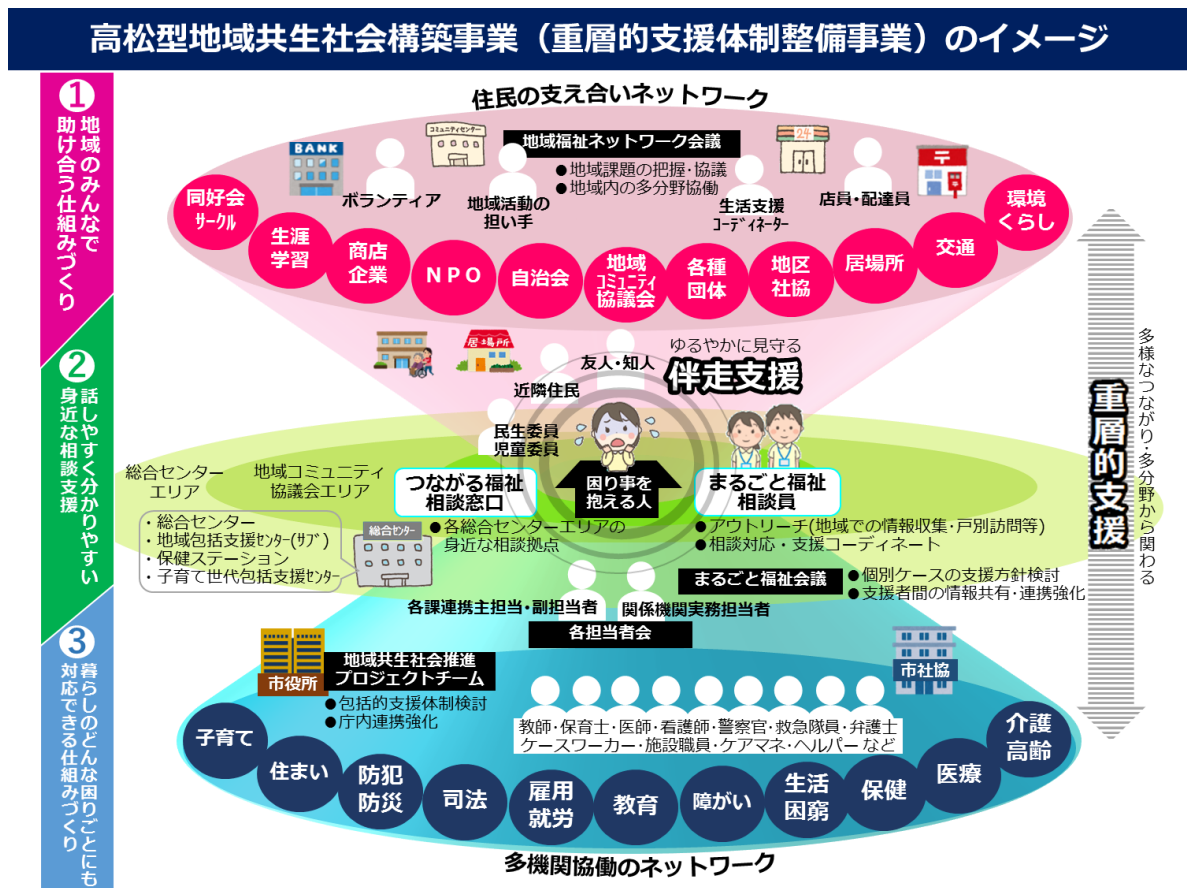 高松型地域共生社会構築事業（重層的支援体制整備事業）のイメージ
❶
地域のみんなで
助け合う仕組みづくり
住民の支え合いネットワーク
BANK
コミュニティセンター
24
〒
地域福祉ネットワーク会議
●地域課題の把握・協議
●地域内の多分野協働
ボランティア
地域活動の
担い手
生活支援
ｺｰﾃﾞｨﾈｰﾀｰ
店員・配達員
同好会
ｻｰｸﾙ
生涯
学習
商店
企業
ＮＰＯ
自治会
地域
ｺﾐｭﾆﾃｨ
協議会
各種
団体
地区
社協
居場所
交通
環境
くらし
❷
話しやすく分かりやすい
身近な相談支援
居場所
友人・知人
近隣住民
民生委員
児童委員
ゆるやかに見守る
伴走支援
総合センター
エリア
地域コミュニティ
協議会エリア
つながる福祉
相談窓口
困り事を
抱える人
まるごと福祉
相談員
・総合センター
・地域包括支援ｾﾝﾀｰ(ｻﾌﾞ)
・保健ステーション
・子育て世代包括支援ｾﾝﾀｰ
総合ｾﾝﾀｰ
●各総合センターエリアの
身近な相談拠点
●アウトリーチ(地域での情報収集・戸別訪問等)
●相談対応・支援コーディネート
まるごと福祉会議
●個別ケースの支援方針検討
●支援者間の情報共有・連携強化
各課連携主担当・副担当者
関係機関実務担当者
各担当者会
❸
暮らしのどんな困りごとにも
対応できる仕組みづくり
市役所
地域共生社会推進
プロジェクトチーム
●包括的支援体制検討
●庁内連携強化
市社協
教師・保育士・医師・看護師・警察官・救急隊員・弁護士
ケースワーカー・施設職員・ケアマネ・ヘルパー など
子育て
住まい
防犯
防災
司法
雇用
就労
教育
障がい
生活
困窮
保健
医療
介護
高齢
多機関協働のネットワーク
重層的支援
多様なつながり・多分野から関わる